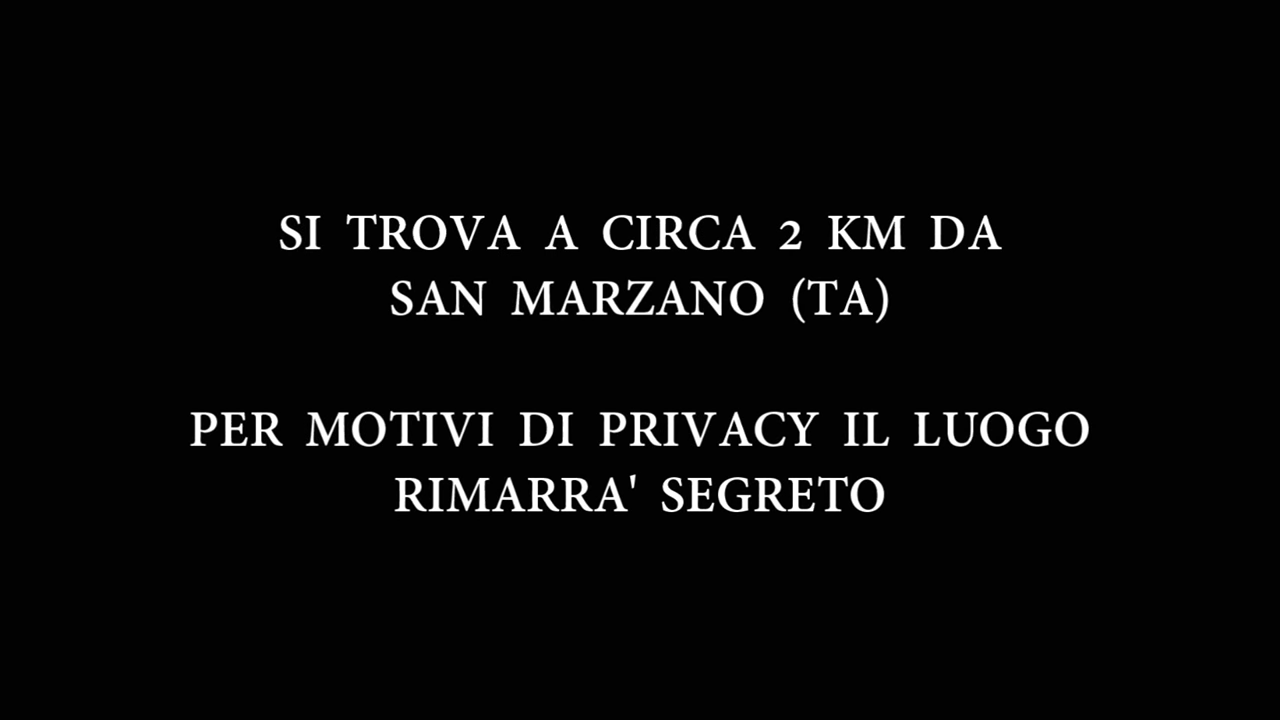 SI TROVA A CIRCA 2 KM DA
SAN MARZANO (TA)
PER MOTIVI DI PRIVACY IL LUOGO
RIMARRA' SEGRETO